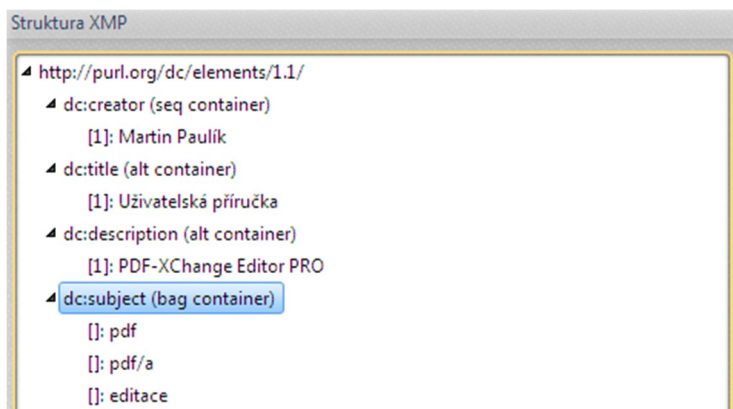 Struktura XMP
http://purl.org/dc/elements/1.1/
dc:creator (seq container)
[1]: Martin Paulík
dc:title (alt container)
[1]: Uživatelská příručka
dc:description (alt container)
[1]: PDF-XChange Editor PRO
dc:subject (bag container)
[]: pdf
[]: pdf/a
[]: editace